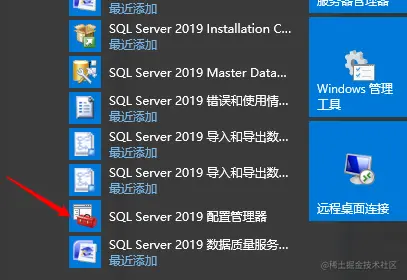 服务器管理器
最近添加
SQL Server 2019 Installation C...
最近添加
SQL Server 2019 Master Data...
SQL Server 2019 错误和使用情...
最近添加
SQL Server 2019 导入和导出数...
最近添加
SQL Server 2019 导入和导出数...
最近添加
SQL Server 2019 配置管理器
SQL Server 2019 数据质量服务...
最近添加
Windows 管理
工具
远程桌面连接
@稀土掘金技术社区